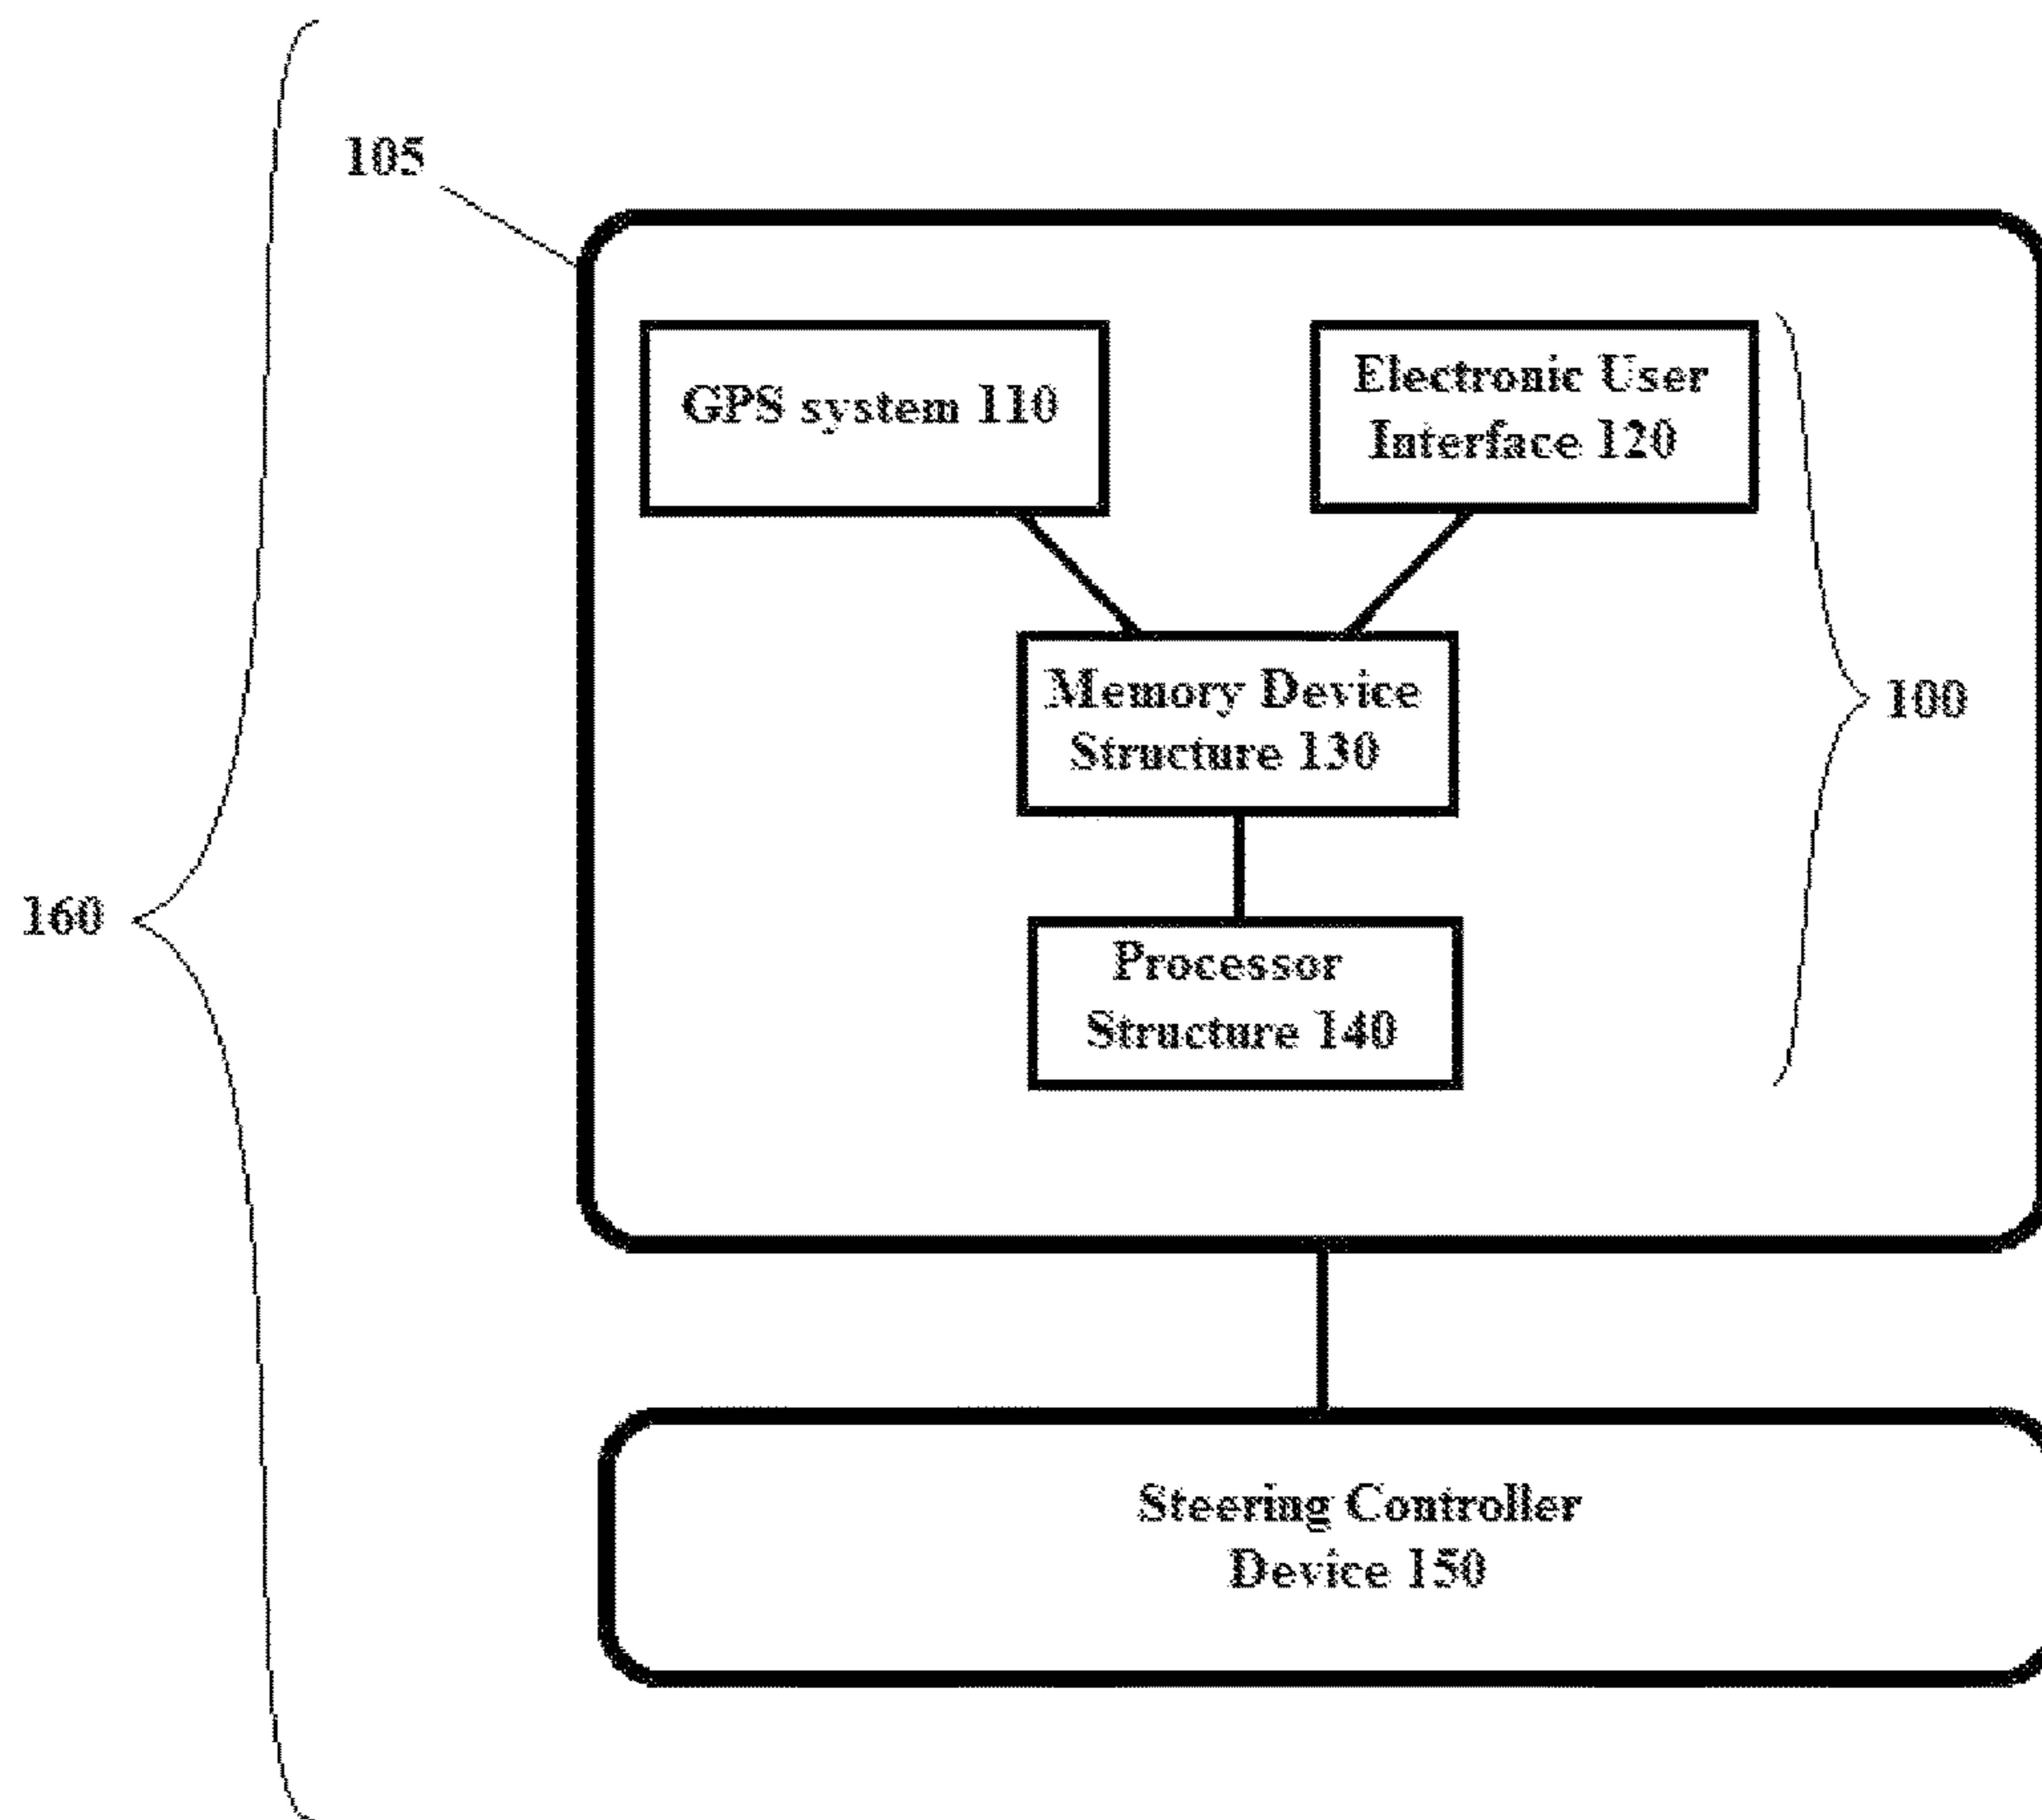 105
GPS system 110
Electronic User
Interface 120
Memory Device
Structure 130
100
160
Processor
Structure 140
Steering Controller
Device 150